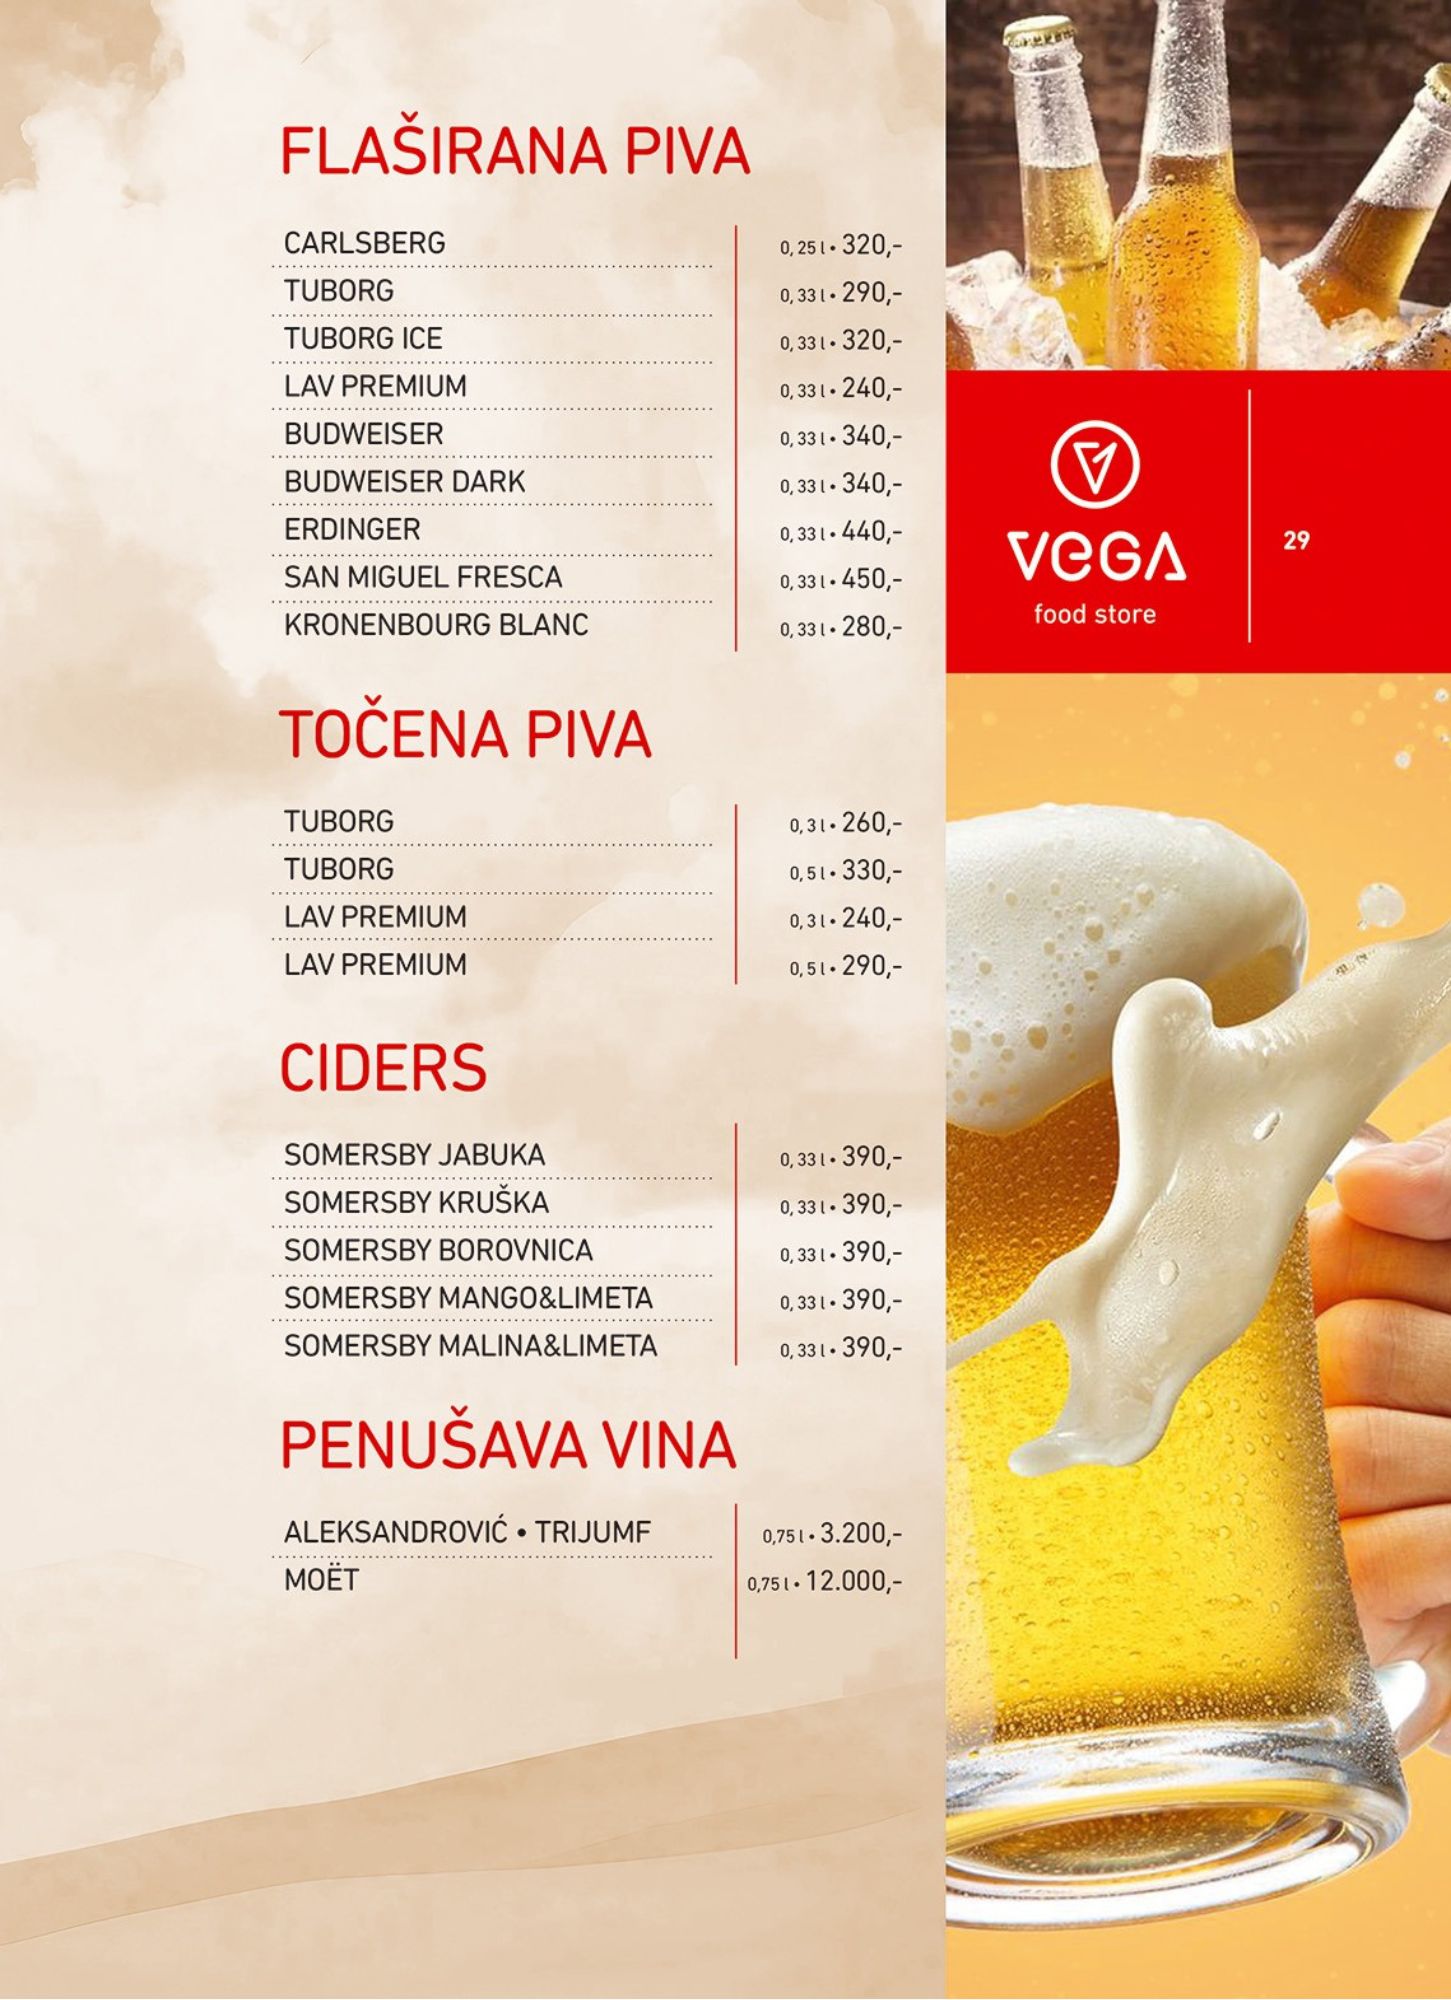 FLAŠIRANA PIVA
CARLSBERG 0,25 l • 320,-
TUBORG 0,33 l • 290,-
TUBORG ICE 0,33 l • 320,-
LAV PREMIUM 0,33 l • 240,-
BUDWEISER 0,33 l • 340,-
BUDWEISER DARK 0,33 l • 340,-
ERDINGER 0,33 l • 440,-
SAN MIGUEL FRESCA 0,33 l • 450,-
KRONENBOURG BLANC 0,33 l • 280,-
TOČENA PIVA
TUBORG 0,3 l • 260,-
TUBORG 0,5 l • 330,-
LAV PREMIUM 0,3 l • 240,-
LAV PREMIUM 0,5 l • 290,-
CIDERS
SOMERSBY JABUKA 0,33 l • 390,-
SOMERSBY KRUŠKA 0,33 l • 390,-
SOMERSBY BOROVNICA 0,33 l • 390,-
SOMERSBY MANGO&LIMETA 0,33 l • 390,-
SOMERSBY MALINA&LIMETA 0,33 l • 390,-
PENUŠAVA VINA
ALEKSANDROVIĆ • TRIJUMF 0,75 l • 3.200,-
MOËT 0,75 l • 12.000,-
VEGA
food store
29